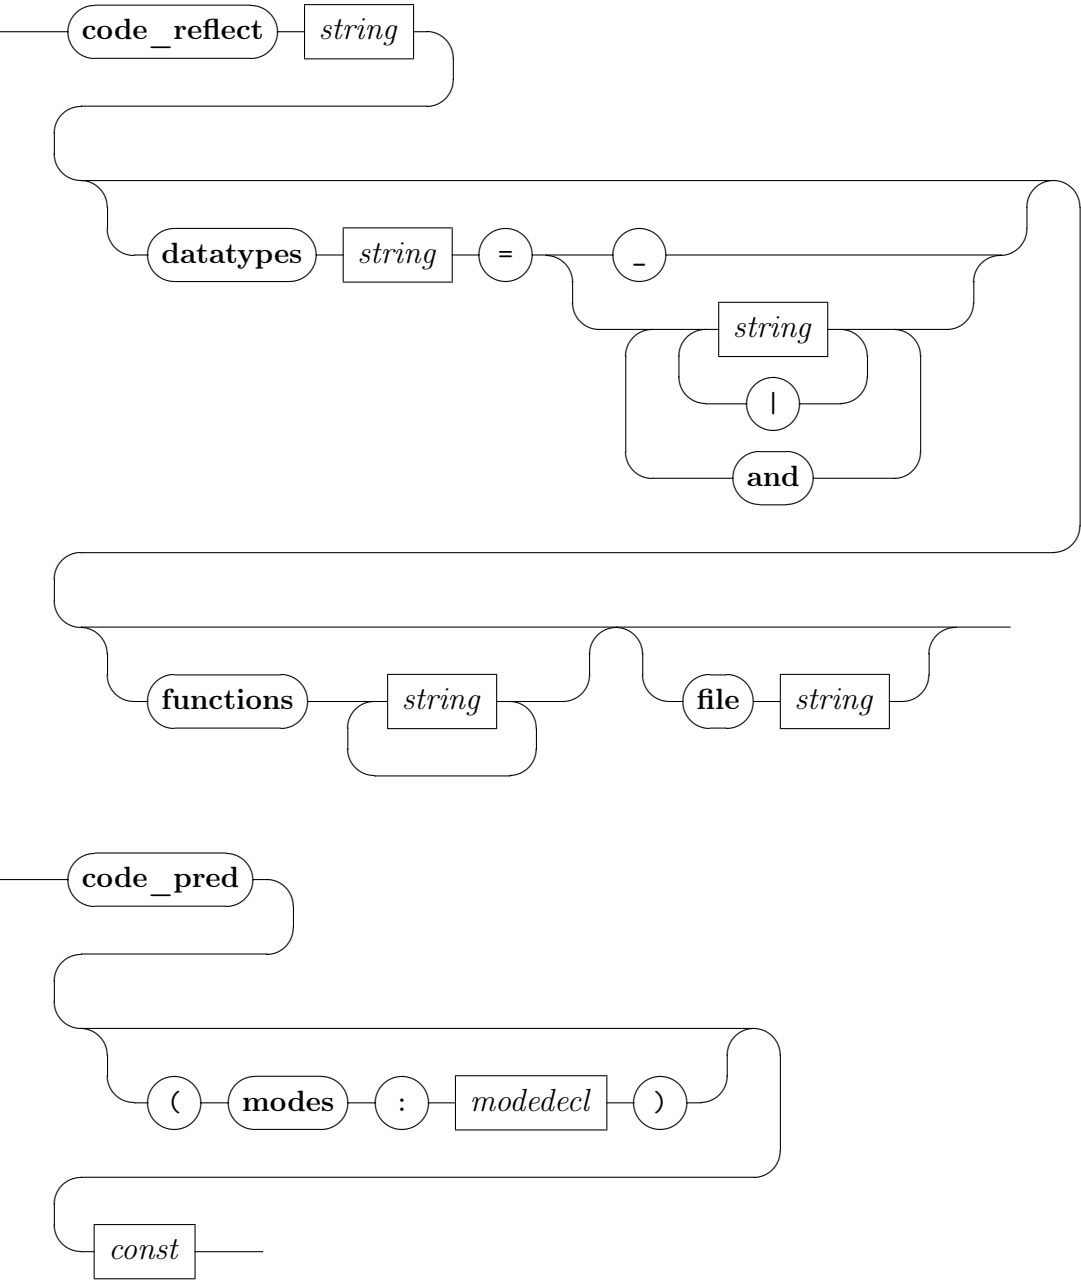 code_reflect string
datatypes string = _
string
|
and
functions string file string
code_pred
( modes : modedecl )
const